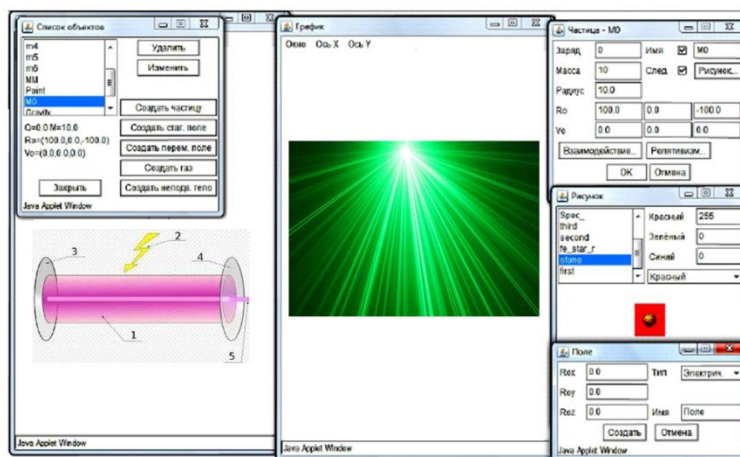 Список объектов
m4
m5
m6
MM
Point
M0
Gravity
Удалить
Изменить
Создать частицу
Создать стат. поле
Создать перем. поле
Создать газ
Создать неподв. тело
Q=0.0 M=10.0
Ro=(100.0,0.0,-100.0)
Vo=(0.0,0.0,0.0)
Закрыть
Java Applet Window
1
2
3
4
5
Java Applet Window
График
Окно Ось X Ось Y
Java Applet Window
Частица - M0
Заряд 0 Имя M0
Масса 10 След Рисунок...
Радиус 10.0
Ro 100.0 0.0 -100.0
Vo 0.0 0.0 0.0
Взаимодействие... Релятивизм...
OK Отмена
Java Applet Window
Рисунок
Spec_
third
second
fe_star_r
stone
first
Красный 255
Зелёный 0
Синий 0
Красный
Поле
Rox 0.0 Тип Электрич.
Roy 0.0
Roz 0.0 Имя Поле
Создать Отмена
Java Applet Window